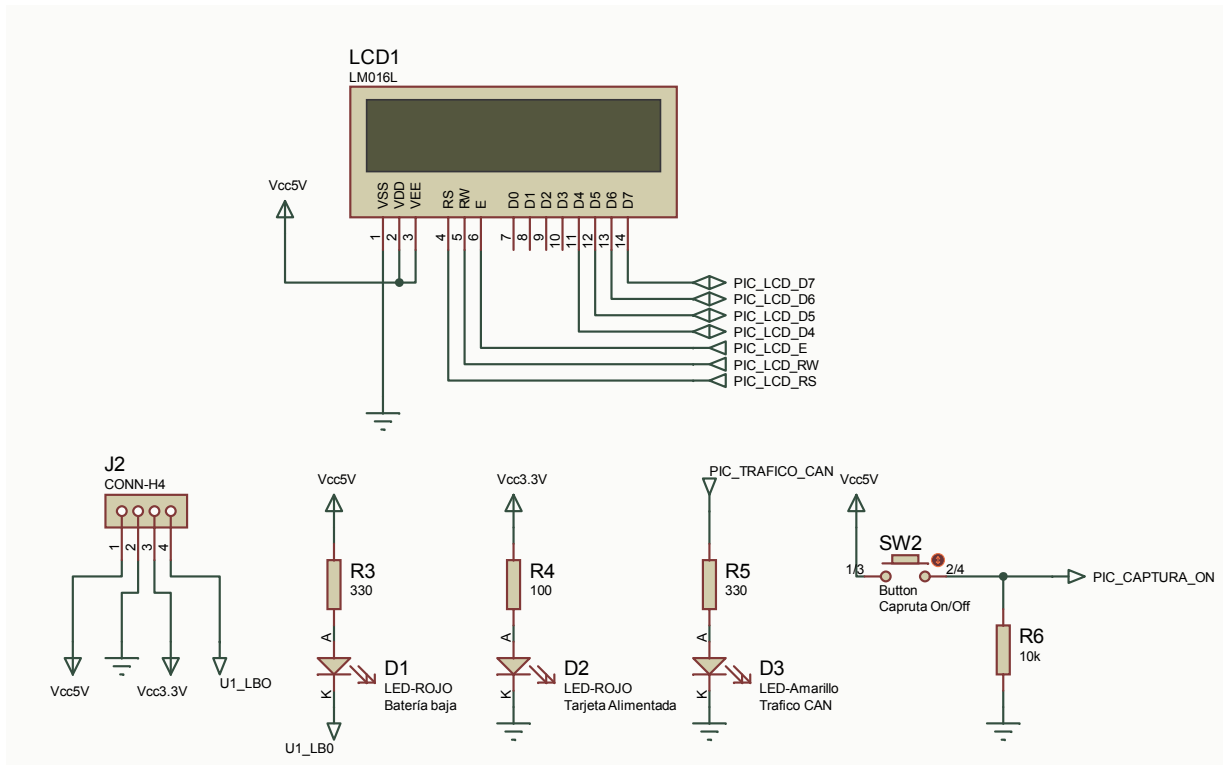 LCD1
LM016L
Vcc5V
VSS
VDD
VEE
RS
RW
E
D0
D1
D2
D3
D4
D5
D6
D7
1
2
3
4
5
6
7
8
9
10
11
12
13
14
PIC_LCD_D7
PIC_LCD_D6
PIC_LCD_D5
PIC_LCD_D4
PIC_LCD_E
PIC_LCD_RW
PIC_LCD_RS
J2
CONN-H4
1
2
3
4
Vcc5V
Vcc3.3V
U1_LBO
Vcc5V
R3
330
A
D1
LED-ROJO
Batería baja
K
U1_LB0
Vcc3.3V
R4
100
A
D2
LED-ROJO
Tarjeta Alimentada
K
PIC_TRAFICO_CAN
R5
330
A
D3
LED-Amarillo
Trafico CAN
K
Vcc5V
SW2
1/3
2/4
Button
Capruta On/Off
PIC_CAPTURA_ON
R6
10k